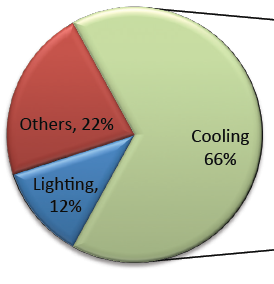 Others, 22%
Cooling
66%
Lighting,
12%